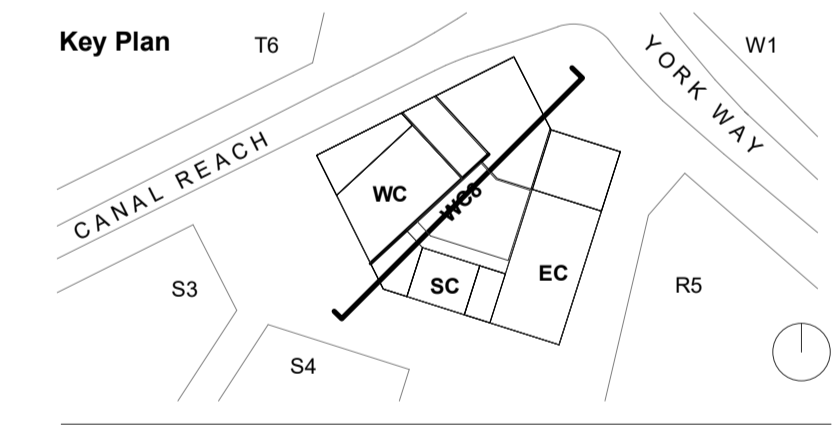 Key Plan
T6
W1
YORK WAY
CANAL REACH
WC
WC8
SC
EC
S3
R5
S4